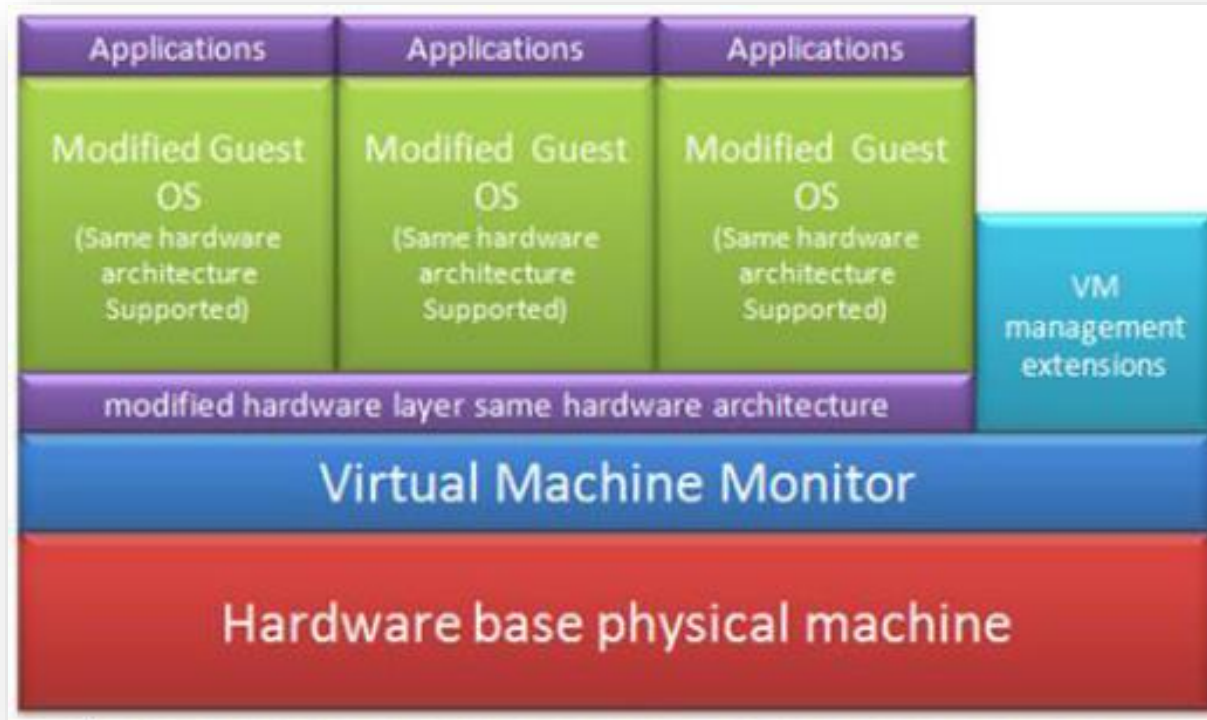 Applications
Applications
Applications
Modified Guest
OS
(Same hardware
architecture
Supported)
Modified Guest
OS
(Same hardware
architecture
Supported)
Modified Guest
OS
(Same hardware
architecture
Supported)
VM
management
extensions
modified hardware layer same hardware architecture
Virtual Machine Monitor
Hardware base physical machine